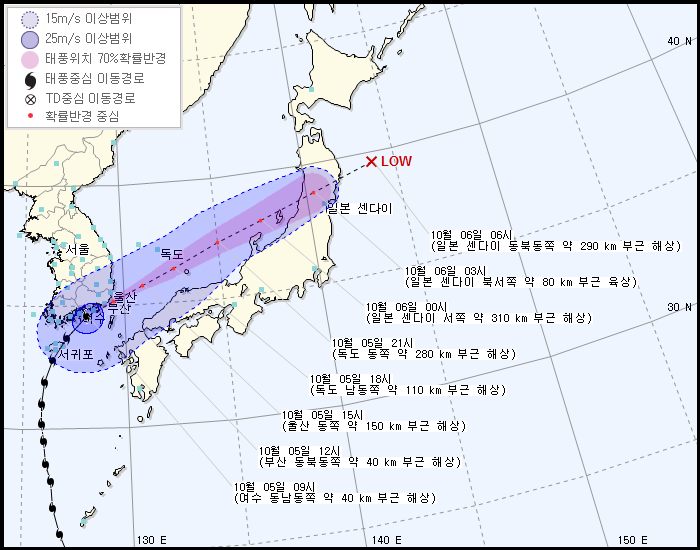 15m/s 이상범위
25m/s 이상범위
태풍위치 70%확률반경
태풍중심 이동경로
TD중심 이동경로
확률반경 중심
40 N
LOW
일본 센다이
서울
독도
10월 06일 06시
(일본 센다이 동북동쪽 약 290 km 부근 해상)
10월 06일 03시
(일본 센다이 북서쪽 약 80 km 부근 육상)
울산
부산
여수
10월 06일 00시
(일본 센다이 서쪽 약 310 km 부근 해상)
30 N
10월 05일 21시
(독도 동쪽 약 280 km 부근 해상)
서귀포
10월 05일 18시
(독도 남동쪽 약 110 km 부근 해상)
10월 05일 15시
(울산 동쪽 약 150 km 부근 해상)
10월 05일 12시
(부산 동북동쪽 약 40 km 부근 해상)
10월 05일 09시
(여수 동남동쪽 약 40 km 부근 해상)
130 E
140 E
150 E